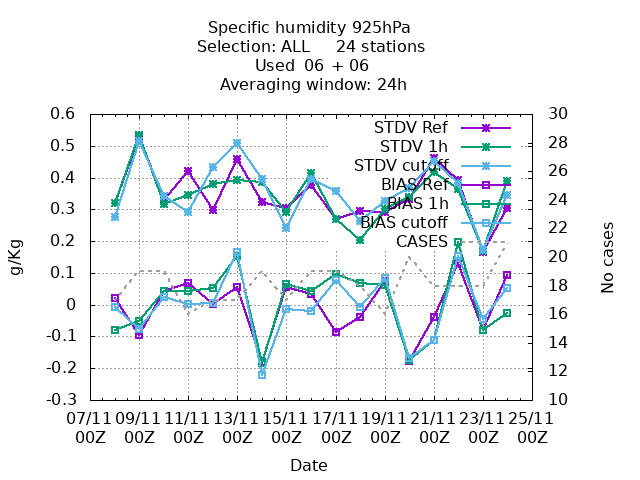 Specific humidity 925hPa
Selection: ALL 24 stations
Used 06 + 06
Averaging window: 24h
0.6
0.5
0.4
0.3
0.2
0.1
0
-0.1
-0.2
-0.3
g/Kg
30
28
26
24
22
20
18
16
14
12
10
No cases
STDV Ref
STDV 1h
STDV cutoff
BIAS Ref
BIAS 1h
BIAS cutoff
CASES
07/11 09/11 11/11 13/11 15/11 17/11 19/11 21/11 23/11 25/11
00Z 00Z 00Z 00Z 00Z 00Z 00Z 00Z 00Z 00Z
Date